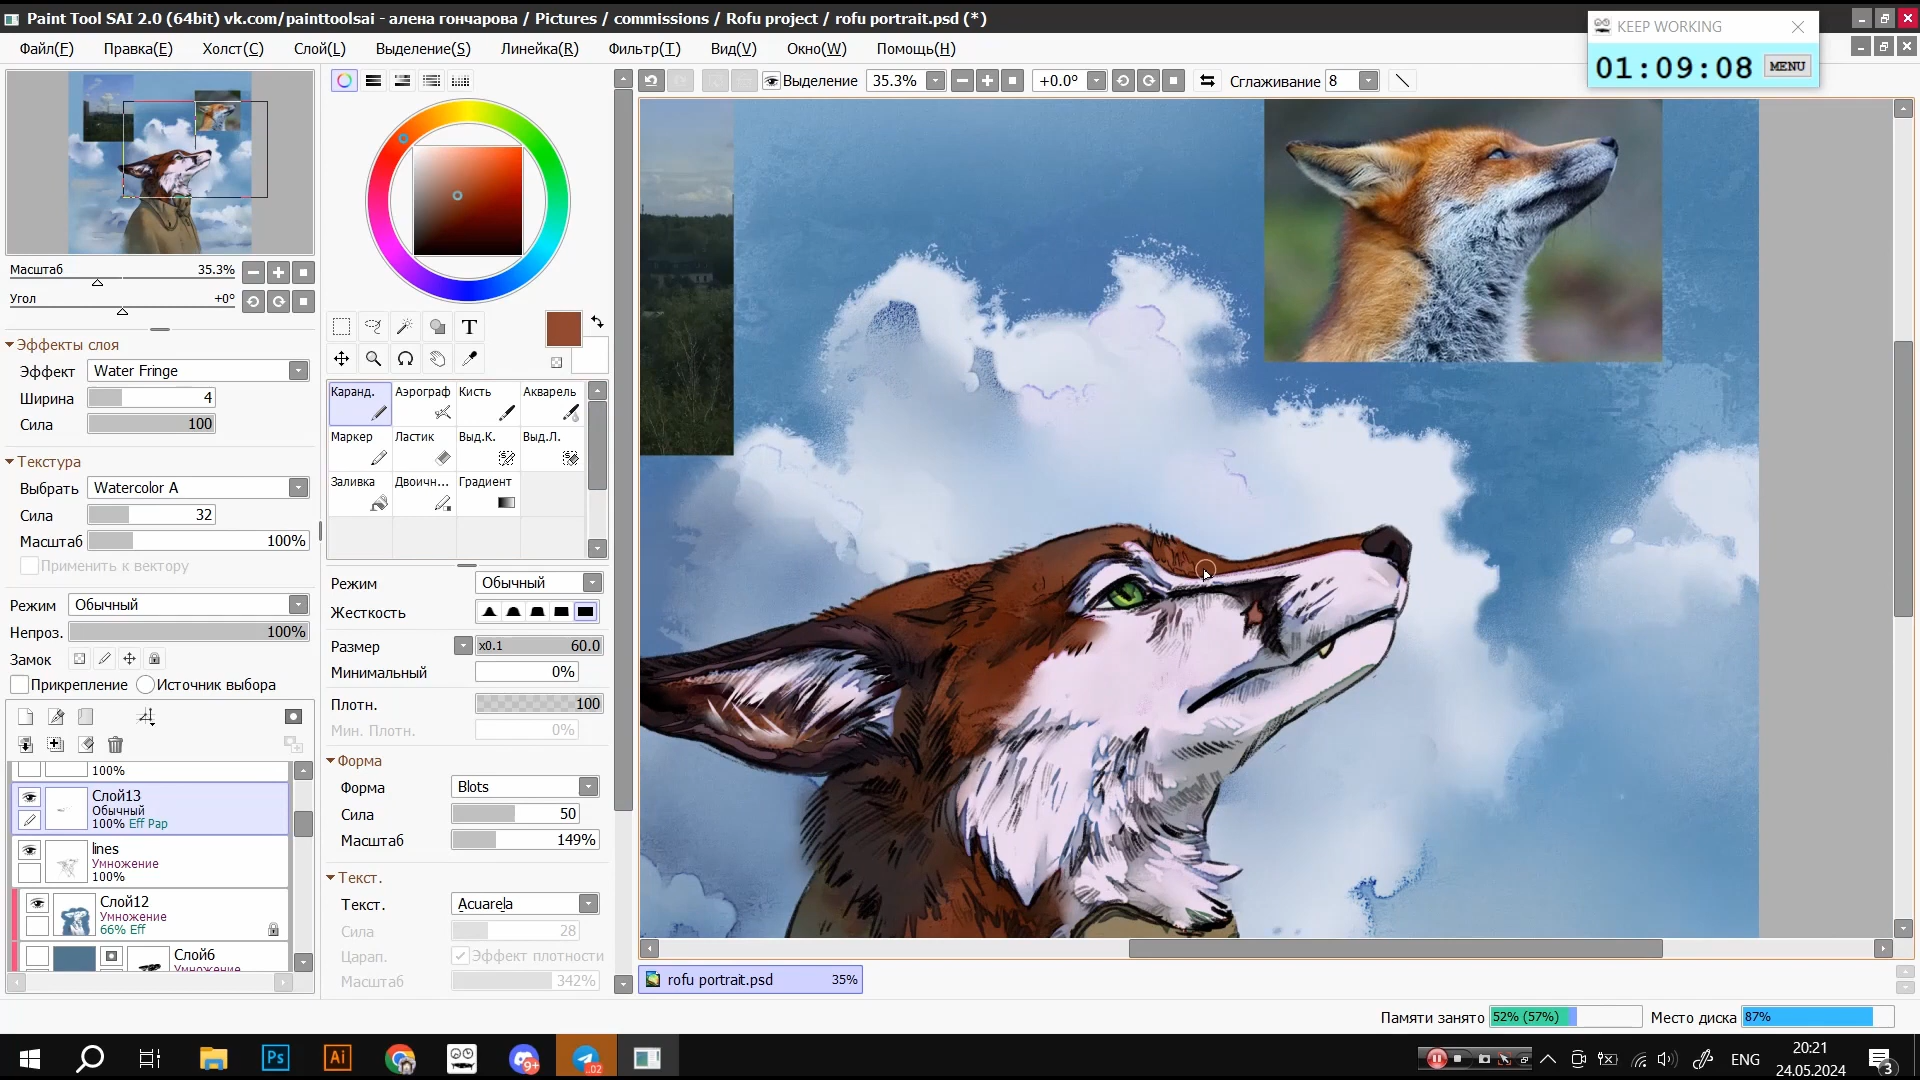 Paint Tool SAI 2.0 (64bit) vk.com/painttoolsai - алена гончарова / Pictures / commissions / Rofu project / rofu portrait.psd (*)
KEEP WORKING
01:09:08 MENU
Файл(F) Правка(E) Холст(C) Слой(L) Выделение(S) Линейка(R) Фильтр(T) Вид(V) Окно(W) Помощь(H)
Выделение 35.3% +0.0° Сглаживание 8
Масштаб 35.3%
Угол +0°
Эффекты слоя
Эффект Water Fringe
Ширина 4
Сила 100
Текстура
Выбрать Watercolor A
Сила 32
Масштаб 100%
Применить к вектору
Режим Обычный
Непроз. 100%
Замок
Прикрепление Источник выбора
100%
Слой13
Обычный
100% Eff Pap
lines
Умножение
100%
Слой12
Умножение
66% Eff
Слой6
Умножение
T
Каранд. Аэрограф Кисть Акварель
Маркер Ластик Выд.К. Выд.Л.
Заливка Двоичн... Градиент
Режим Обычный
Жесткость
Размер x0.1 60.0
Минимальный 0%
Плотн. 100
Мин. Плотн. 0%
Форма
Форма Blots
Сила 50
Масштаб 149%
Текст.
Текст. Acuarela
Сила 28
Царап. Эффект плотности
Масштаб 342%
rofu portrait.psd 35%
Памяти занято 52% (57%) Место диска 87%
Ps Ai 9+ ..02
ENG
20:21
24.05.2024
3